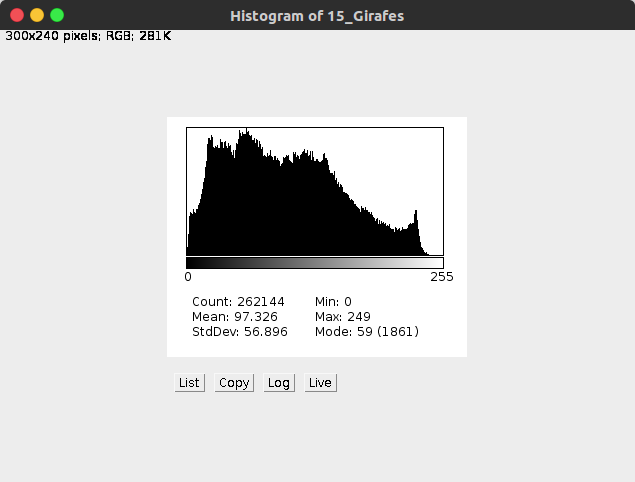 Histogram of 15_Girafes
300x240 pixels; RGB; 281K
0 255
Count: 262144 Min: 0
Mean: 97.326 Max: 249
StdDev: 56.896 Mode: 59 (1861)
List Copy Log Live